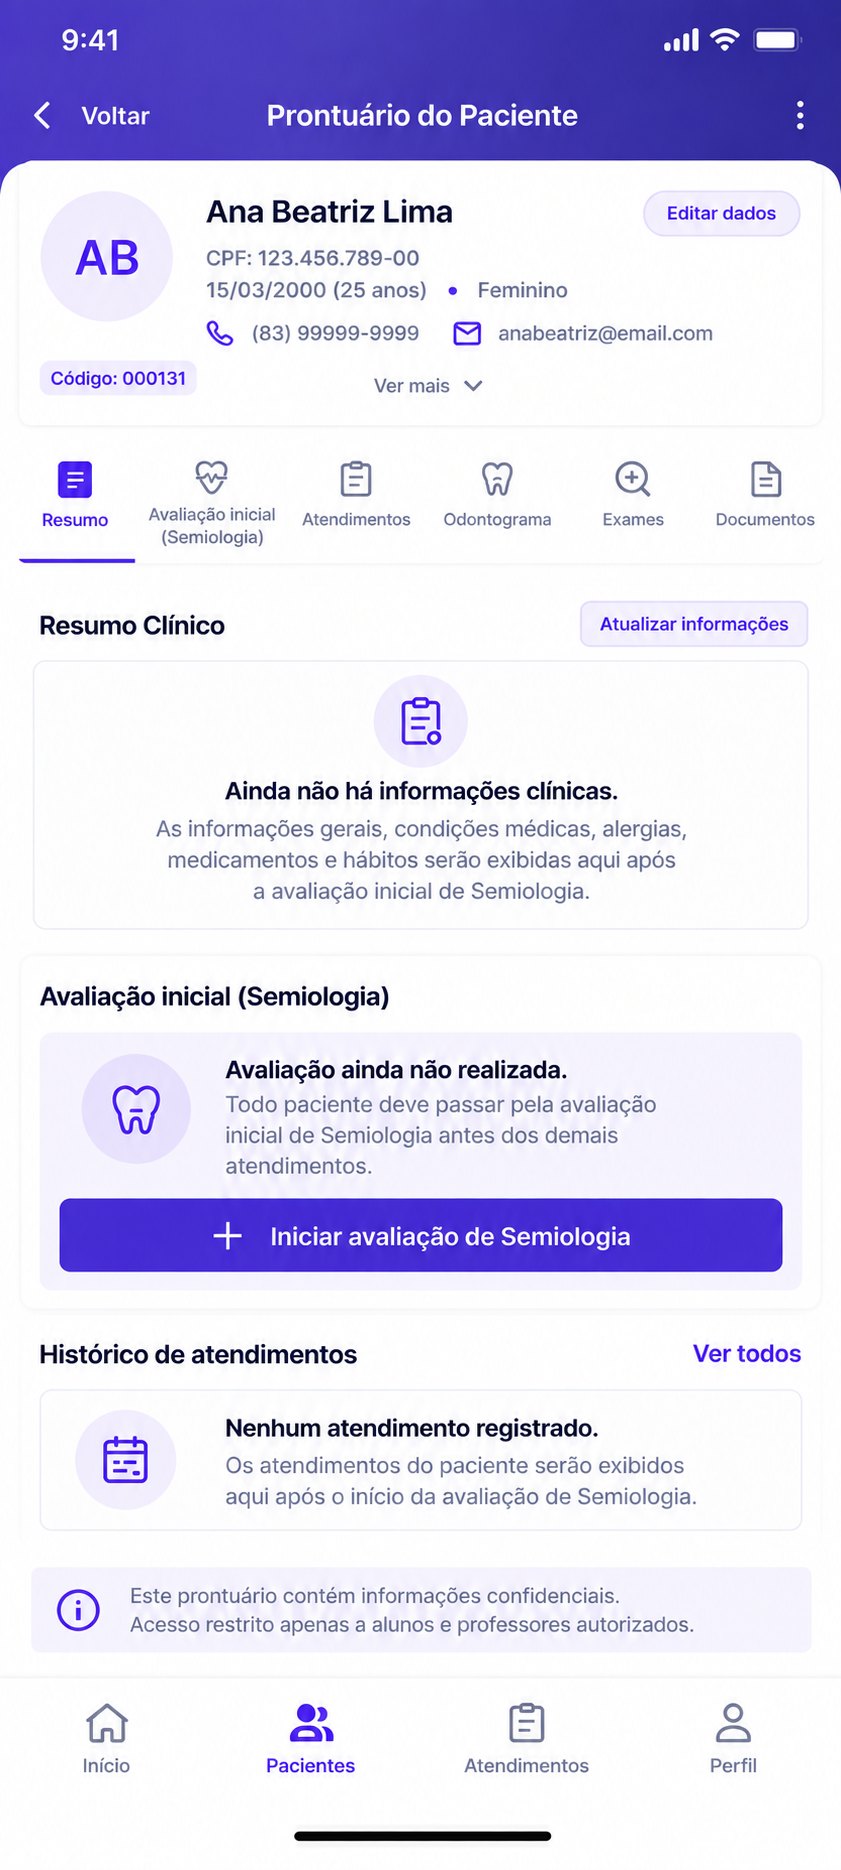 9:41
Voltar
Prontuário do Paciente
AB
Ana Beatriz Lima
Editar dados
CPF: 123.456.789-00
15/03/2000 (25 anos) • Feminino
(83) 99999-9999
anabeatriz@email.com
Código: 000131
Ver mais
Resumo
Avaliação inicial
(Semiologia)
Atendimentos
Odontograma
Exames
Documentos
Resumo Clínico
Atualizar informações
Ainda não há informações clínicas.
As informações gerais, condições médicas, alergias,
medicamentos e hábitos serão exibidas aqui após
a avaliação inicial de Semiologia.
Avaliação inicial (Semiologia)
Avaliação ainda não realizada.
Todo paciente deve passar pela avaliação
inicial de Semiologia antes dos demais
atendimentos.
Iniciar avaliação de Semiologia
Histórico de atendimentos
Ver todos
Nenhum atendimento registrado.
Os atendimentos do paciente serão exibidos
aqui após o início da avaliação de Semiologia.
Este prontuário contém informações confidenciais.
Acesso restrito apenas a alunos e professores autorizados.
Início
Pacientes
Atendimentos
Perfil